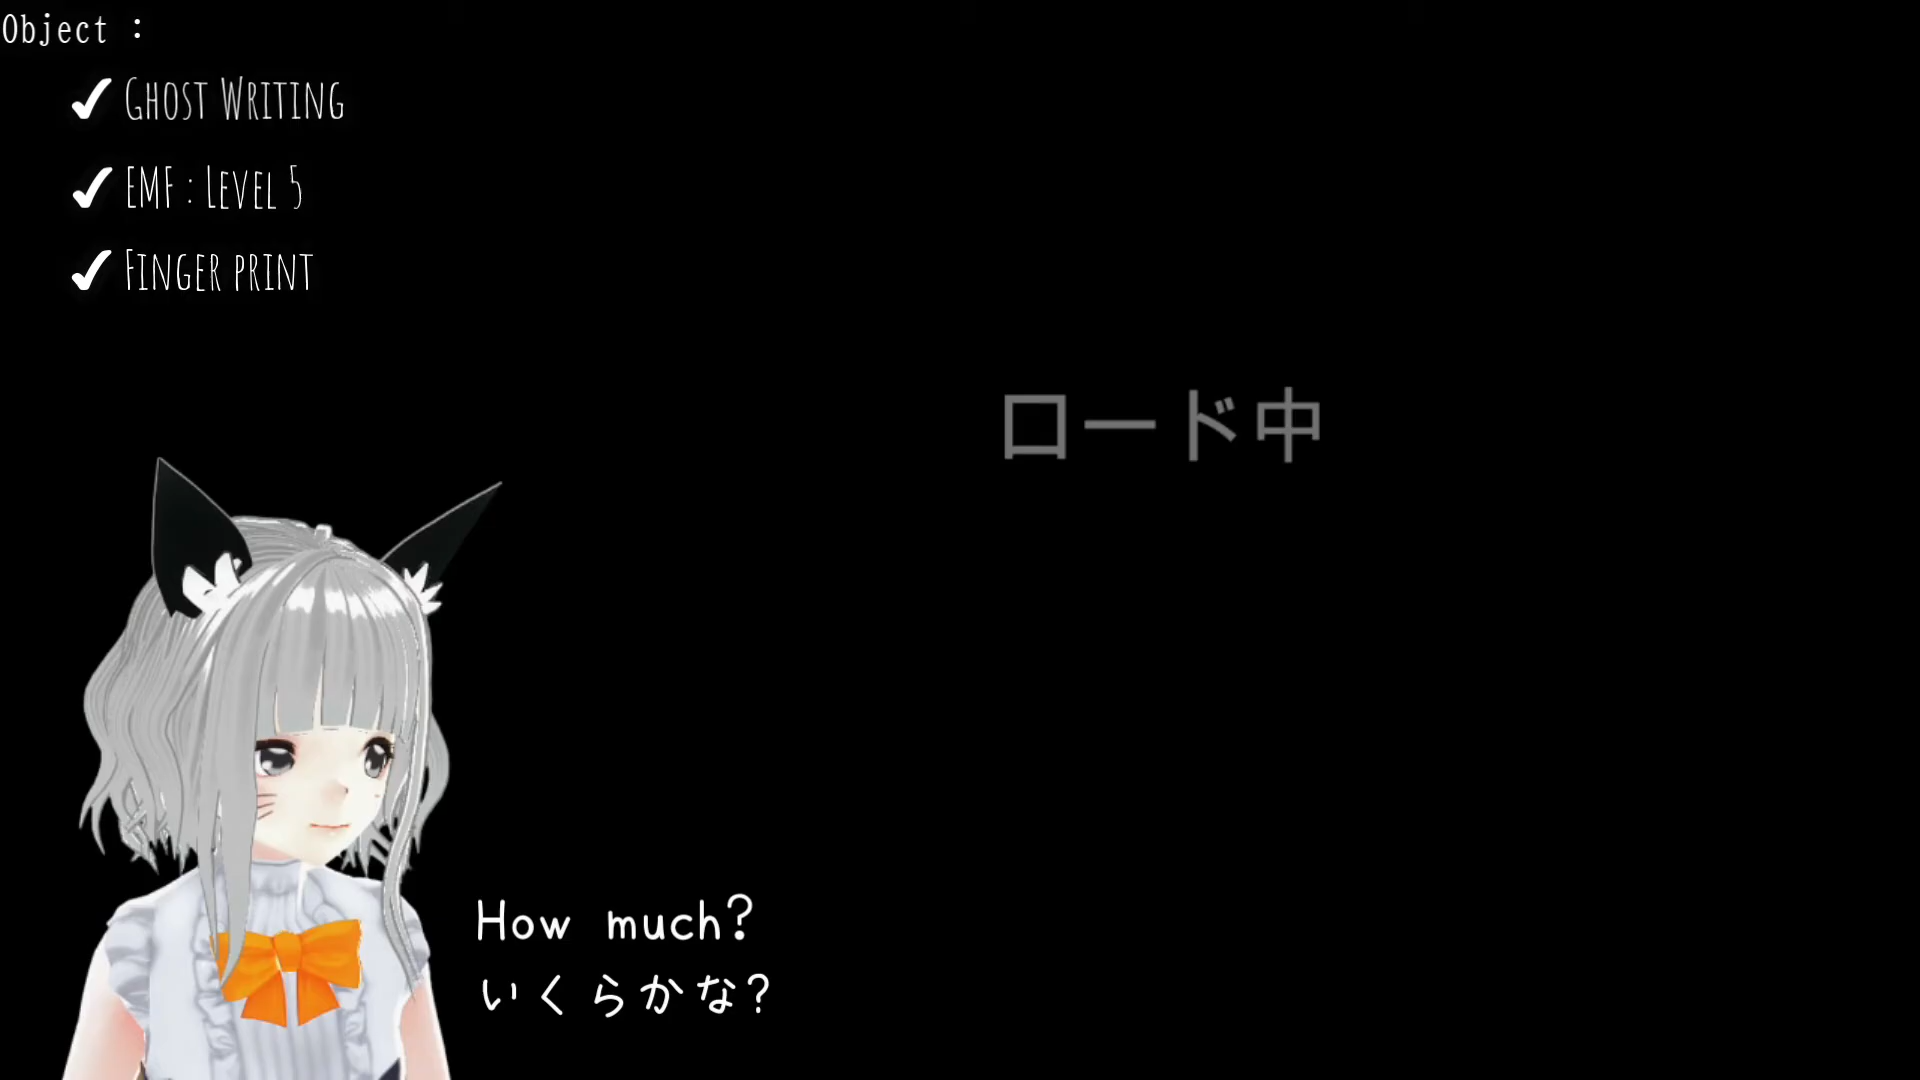 Object :
✔ GHOST WRITING
✔ EMF : LEVEL 5
✔ FINGER PRINT
ロード中
How much?
いくらかな?